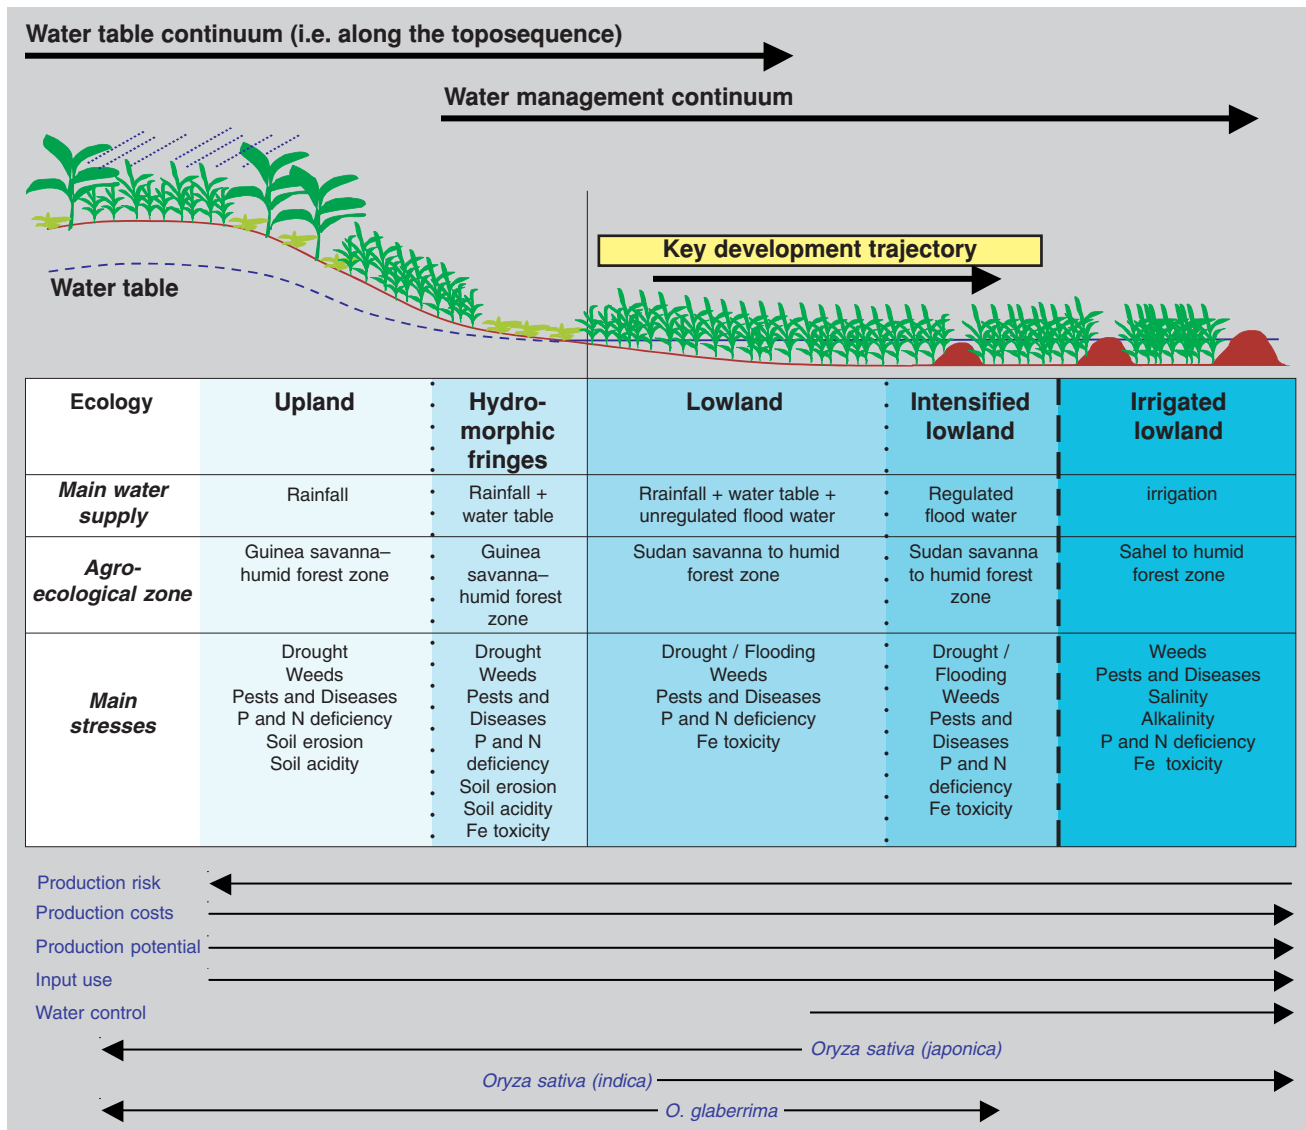 Water table continuum (i.e. along the toposequence)
Water management continuum
Key development trajectory
Water table
Ecology
Upland
Hydro-
morphic
fringes
Lowland
Intensified
lowland
Irrigated
lowland
Main water
supply
Rainfall
Rainfall +
water table
Rrainfall + water table +
unregulated flood water
Regulated
flood water
irrigation
Agro-
ecological zone
Guinea savanna–
humid forest zone
Guinea
savanna–
humid forest
zone
Sudan savanna to humid
forest zone
Sudan savanna
to humid forest
zone
Sahel to humid
forest zone
Main
stresses
Drought
Weeds
Pests and Diseases
P and N deficiency
Soil erosion
Soil acidity
Drought
Weeds
Pests and
Diseases
P and N
deficiency
Soil erosion
Soil acidity
Fe toxicity
Drought / Flooding
Weeds
Pests and Diseases
P and N deficiency
Fe toxicity
Drought /
Flooding
Weeds
Pests and
Diseases
P and N
deficiency
Fe toxicity
Weeds
Pests and Diseases
Salinity
Alkalinity
P and N deficiency
Fe toxicity
Production risk
Production costs
Production potential
Input use
Water control
Oryza sativa (japonica)
Oryza sativa (indica)
O. glaberrima